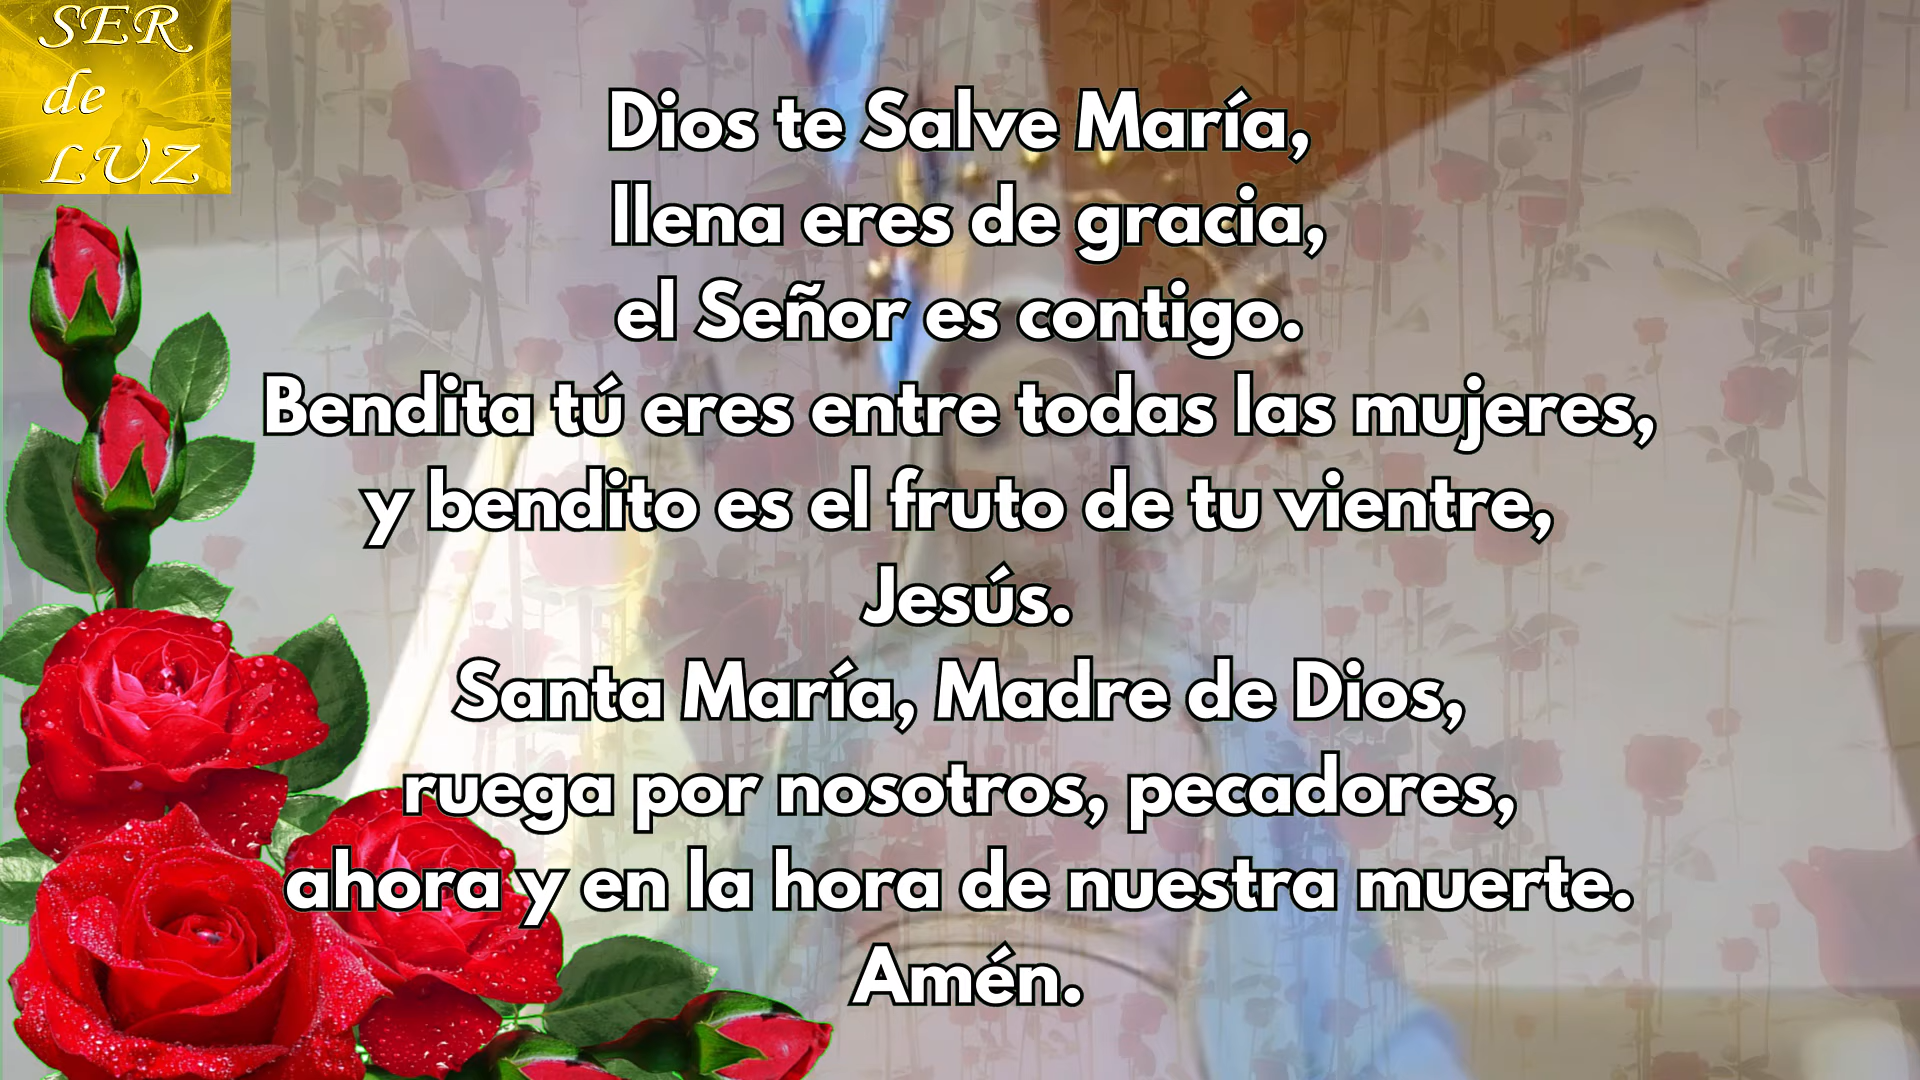 SER
de
LUZ
Dios te Salve María,
llena eres de gracia,
el Señor es contigo.
Bendita tú eres entre todas las mujeres,
y bendito es el fruto de tu vientre,
Jesús.
Santa María, Madre de Dios,
ruega por nosotros, pecadores,
ahora y en la hora de nuestra muerte.
Amén.